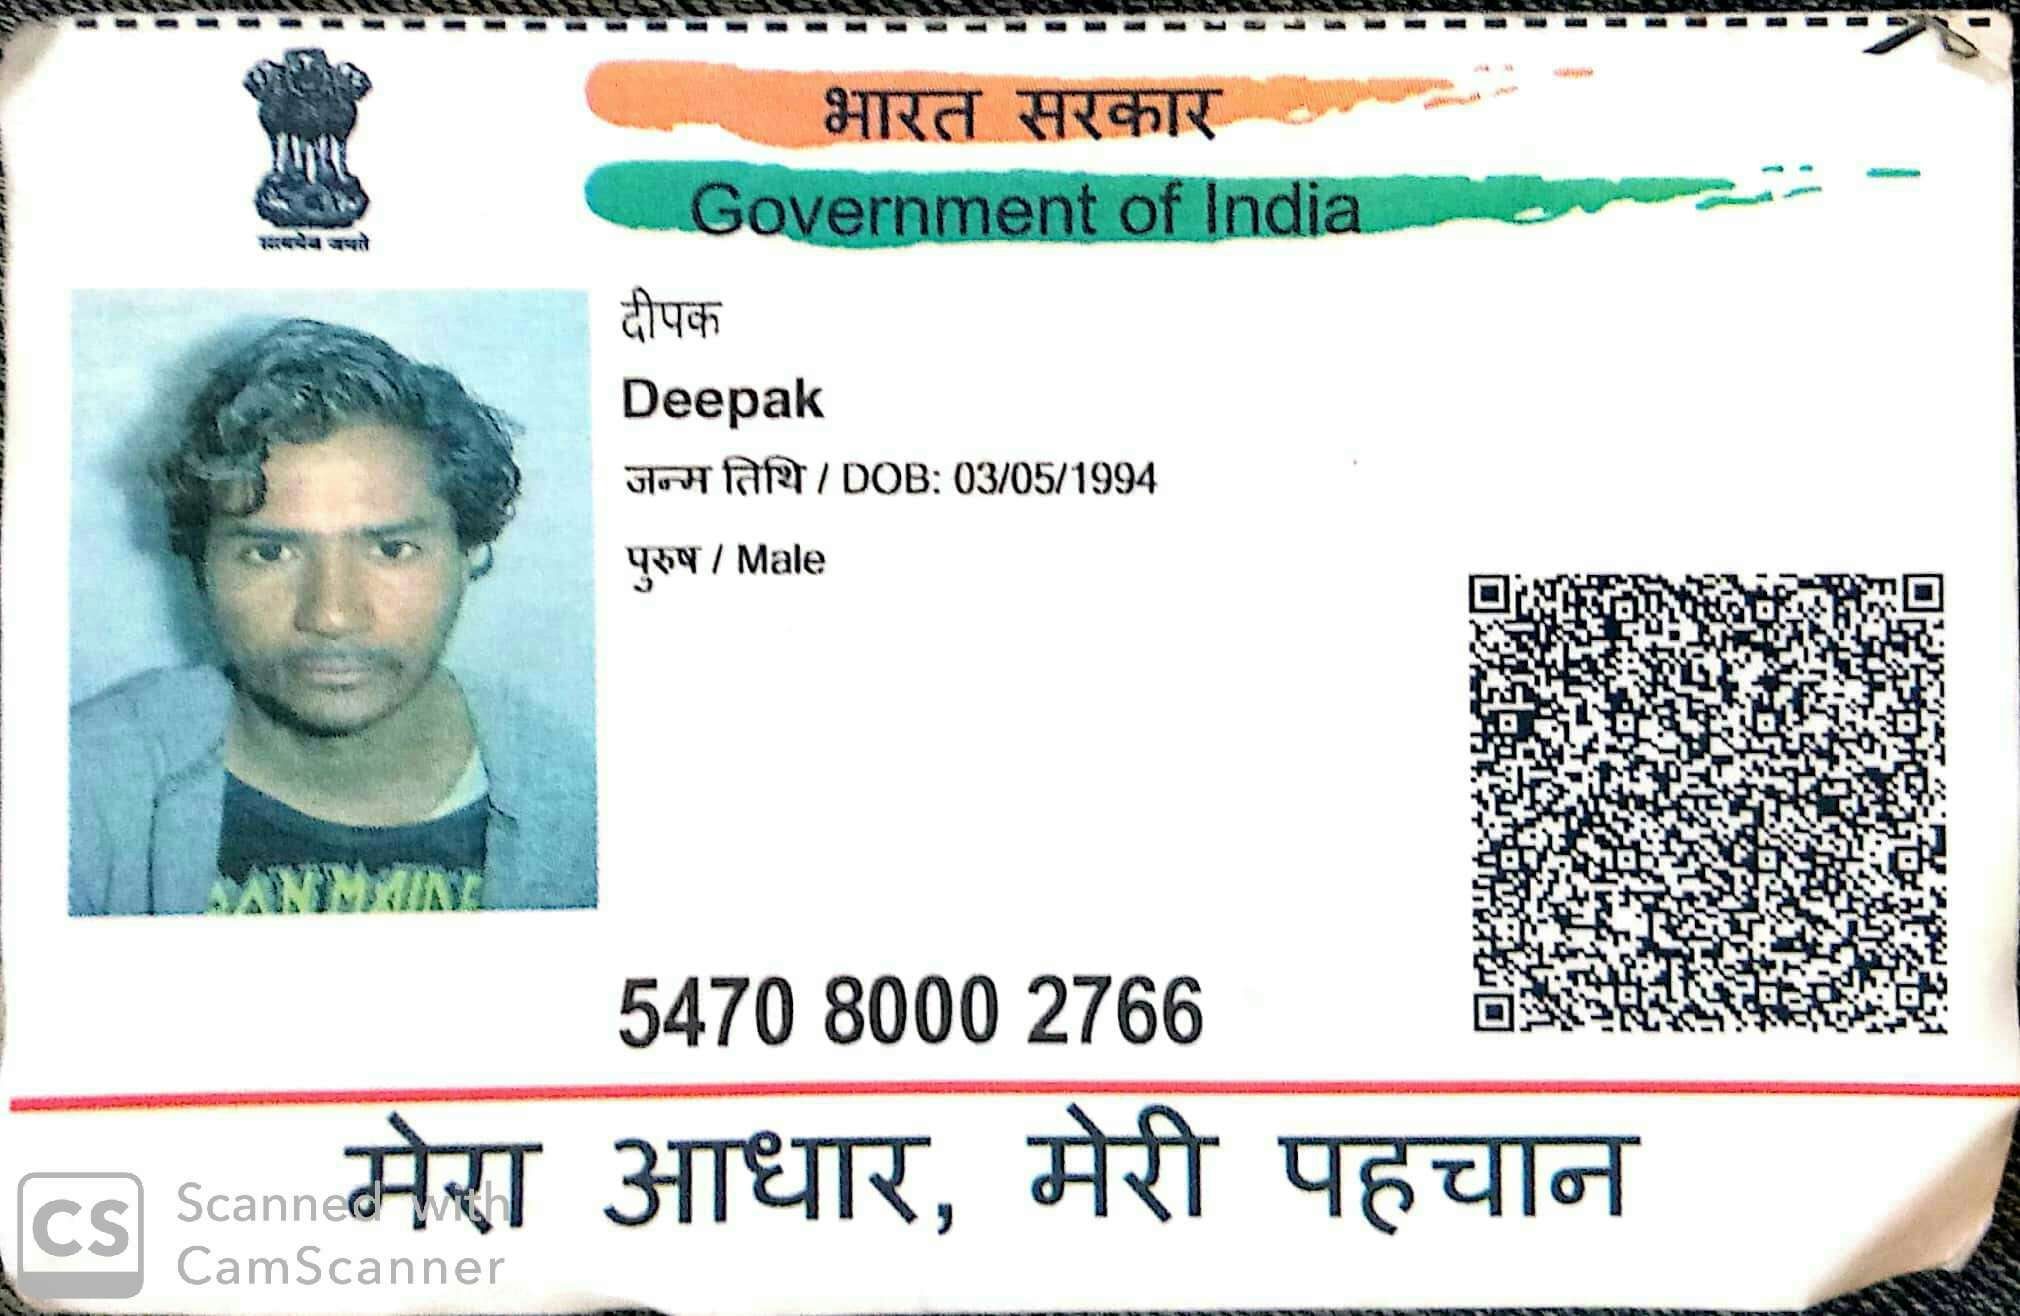 सत्यमेव जयते
भारत सरकार
Government of India
दीपक
Deepak
जन्म तिथि / DOB: 03/05/1994
पुरुष / Male
5470 8000 2766
मेरा आधार, मेरी पहचान
CS Scanned with
CamScanner